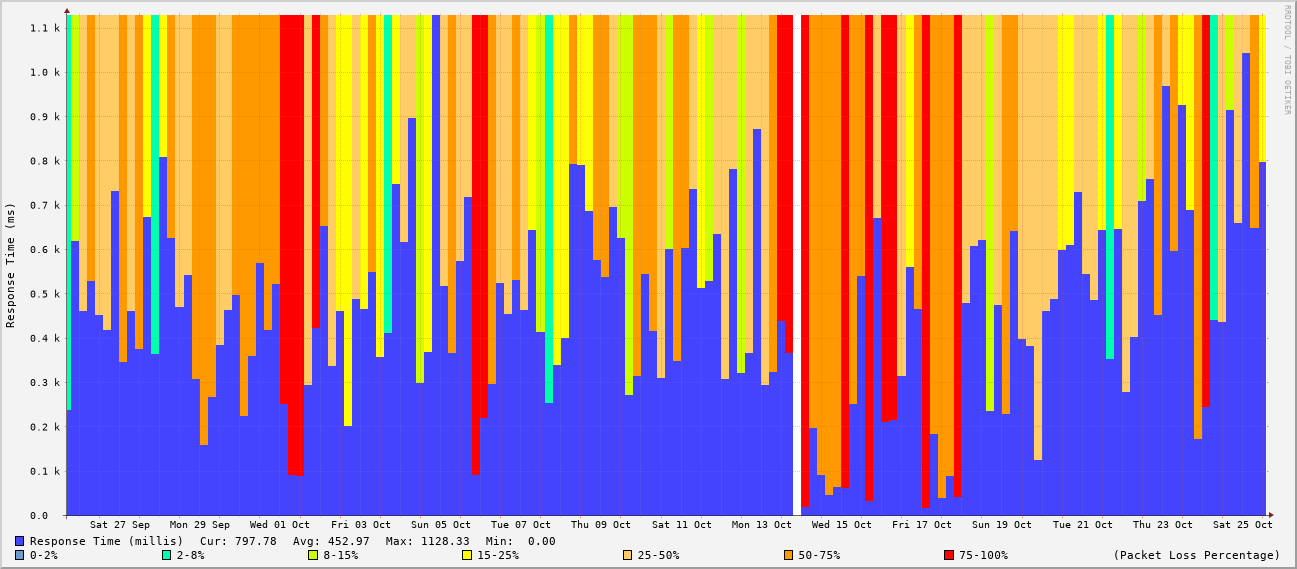 RRDTOOL / TOBI OETIKER
Response Time (ms)
1.1 k
1.0 k
0.9 k
0.8 k
0.7 k
0.6 k
0.5 k
0.4 k
0.3 k
0.2 k
0.1 k
0.0
Sat 27 Sep Mon 29 Sep Wed 01 Oct Fri 03 Oct Sun 05 Oct Tue 07 Oct Thu 09 Oct Sat 11 Oct Mon 13 Oct Wed 15 Oct Fri 17 Oct Sun 19 Oct Tue 21 Oct Thu 23 Oct Sat 25 Oct
Response Time (millis) Cur: 797.78 Avg: 452.97 Max: 1128.33 Min: 0.00
0-2% 2-8% 8-15% 15-25% 25-50% 50-75% 75-100% (Packet Loss Percentage)